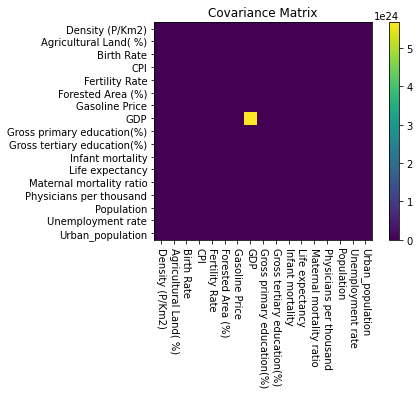 Covariance Matrix
1e24
Density (P/Km2)
Agricultural Land( %)
Birth Rate
CPI
Fertility Rate
Forested Area (%)
Gasoline Price
GDP
Gross primary education(%)
Gross tertiary education(%)
Infant mortality
Life expectancy
Maternal mortality ratio
Physicians per thousand
Population
Unemployment rate
Urban_population
5
4
3
2
1
0
Density (P/Km2)
Agricultural Land( %)
Birth Rate
CPI
Fertility Rate
Forested Area (%)
Gasoline Price
GDP
Gross primary education(%)
Gross tertiary education(%)
Infant mortality
Life expectancy
Maternal mortality ratio
Physicians per thousand
Population
Unemployment rate
Urban_population